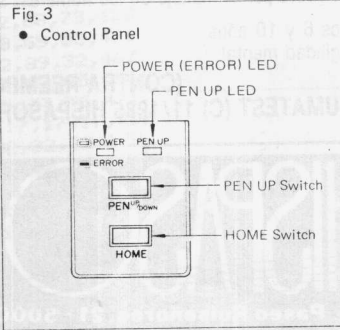 Fig. 3
● Control Panel
POWER (ERROR) LED
PEN UP LED
POWER PEN UP
ERROR
PEN UP Switch
PEN UP/DOWN
HOME Switch
HOME